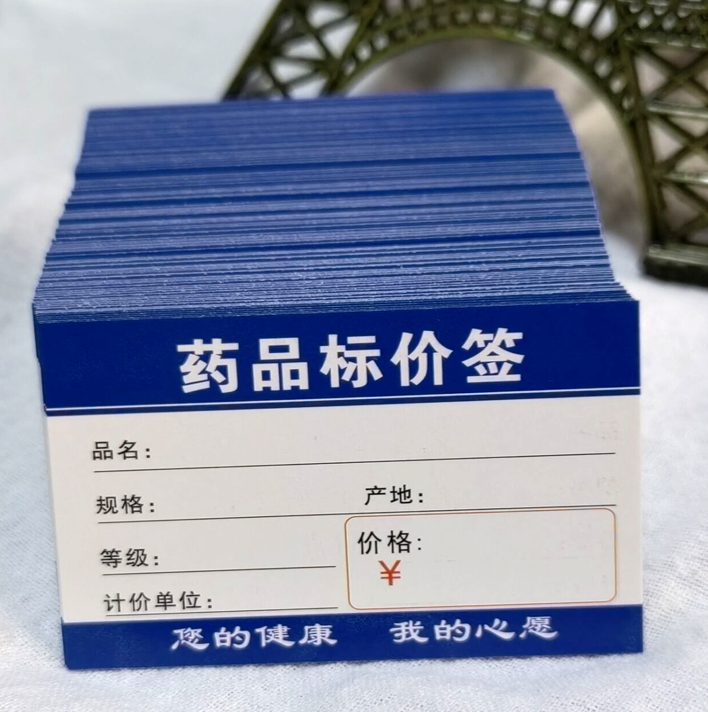 药品标价签
品名：
规格： 产地：
等级： 价格：
¥
计价单位：
您的健康 我的心愿